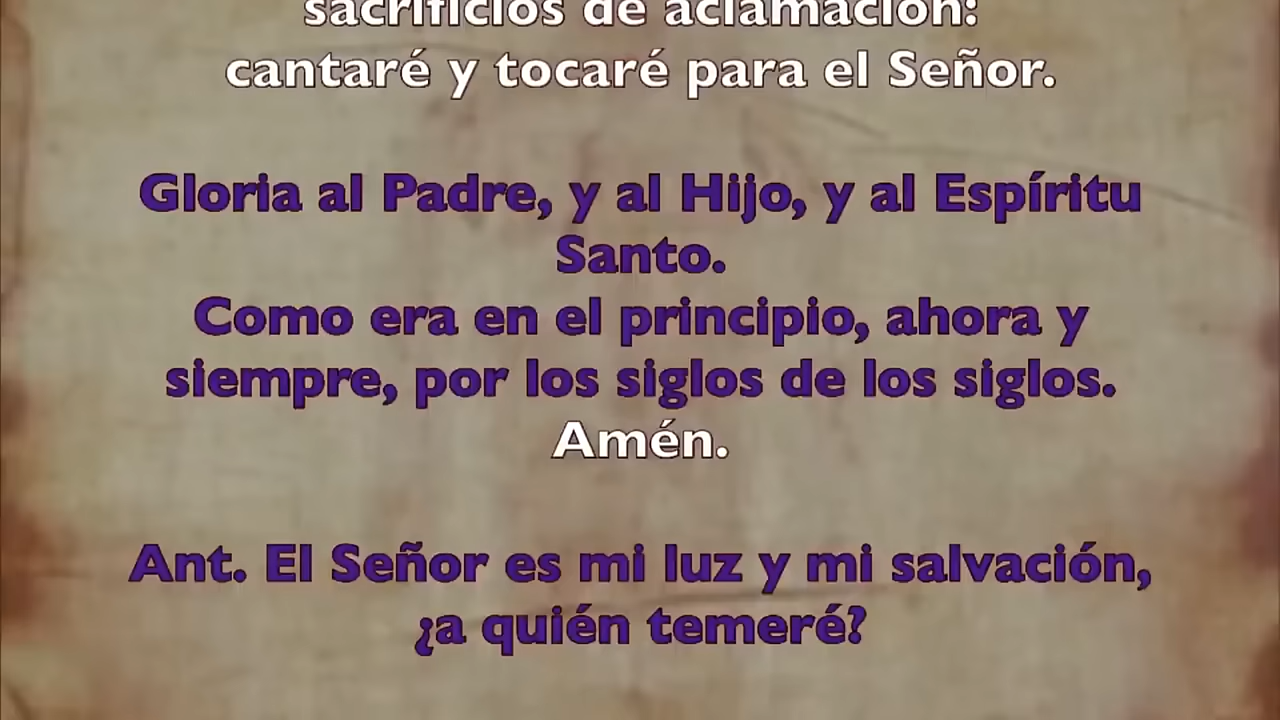 sacrificios de aclamación:
cantaré y tocaré para el Señor.
Gloria al Padre, y al Hijo, y al Espíritu
Santo.
Como era en el principio, ahora y
siempre, por los siglos de los siglos.
Amén.
Ant. El Señor es mi luz y mi salvación,
¿a quién temeré?